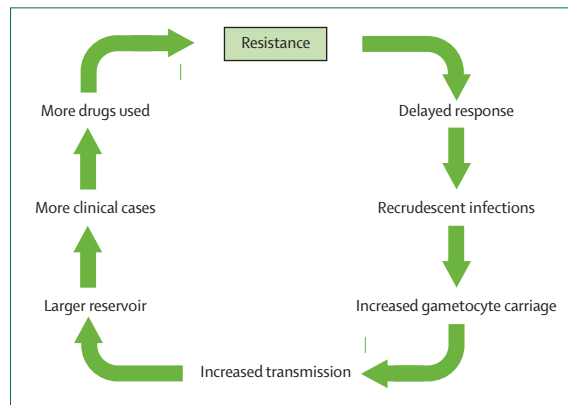 Resistance
Delayed response
Recrudescent infections
Increased gametocyte carriage
Increased transmission
Larger reservoir
More clinical cases
More drugs used